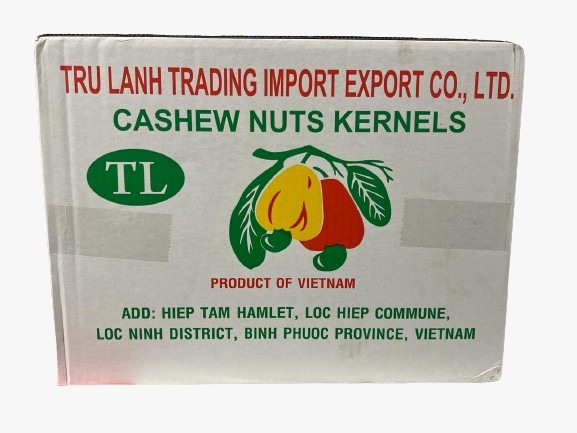 TRU LANH TRADING IMPORT EXPORT CO., LTD.
CASHEW NUTS KERNELS
TL
PRODUCT OF VIETNAM
ADD: HIEP TAM HAMLET, LOC HIEP COMMUNE,
LOC NINH DISTRICT, BINH PHUOC PROVINCE, VIETNAM